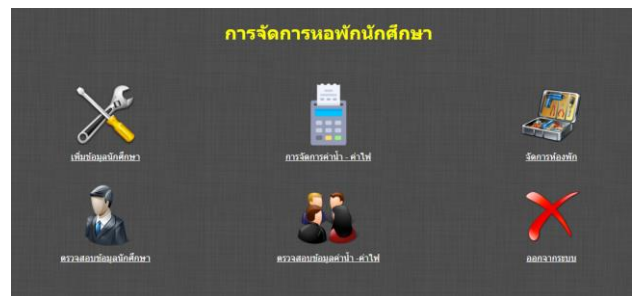 การจัดการหอพักนักศึกษา
เพิ่มข้อมูลนักศึกษา
การจัดการค่าน้ำ - ค่าไฟ
จัดการห้องพัก
ตรวจสอบข้อมูลนักศึกษา
ตรวจสอบข้อมูลค่าน้ำ -ค่าไฟ
ออกจากระบบ